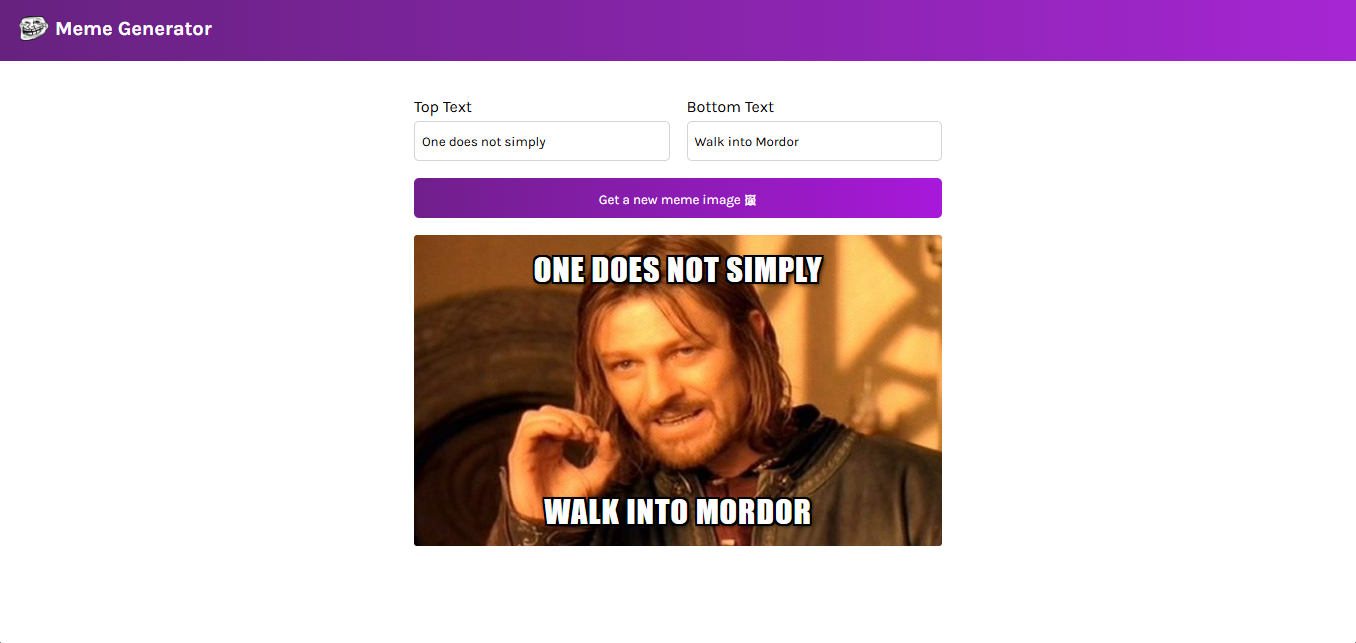 Meme Generator
Top Text
Bottom Text
One does not simply
Walk into Mordor
Get a new meme image
ONE DOES NOT SIMPLY
WALK INTO MORDOR